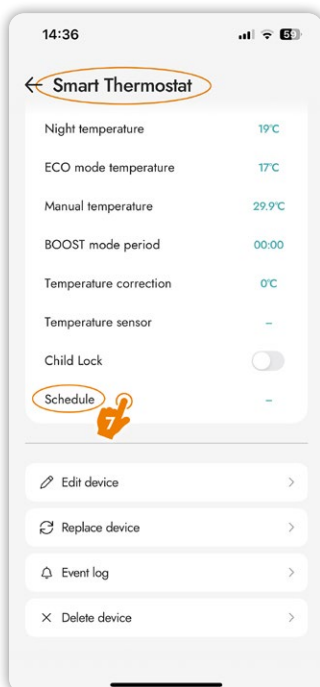 14:36 59
Smart Thermostat
Night temperature 19°C
ECO mode temperature 17°C
Manual temperature 29.9°C
BOOST mode period 00:00
Temperature correction 0°C
Temperature sensor –
Child Lock
Schedule –
7
Edit device
Replace device
Event log
Delete device